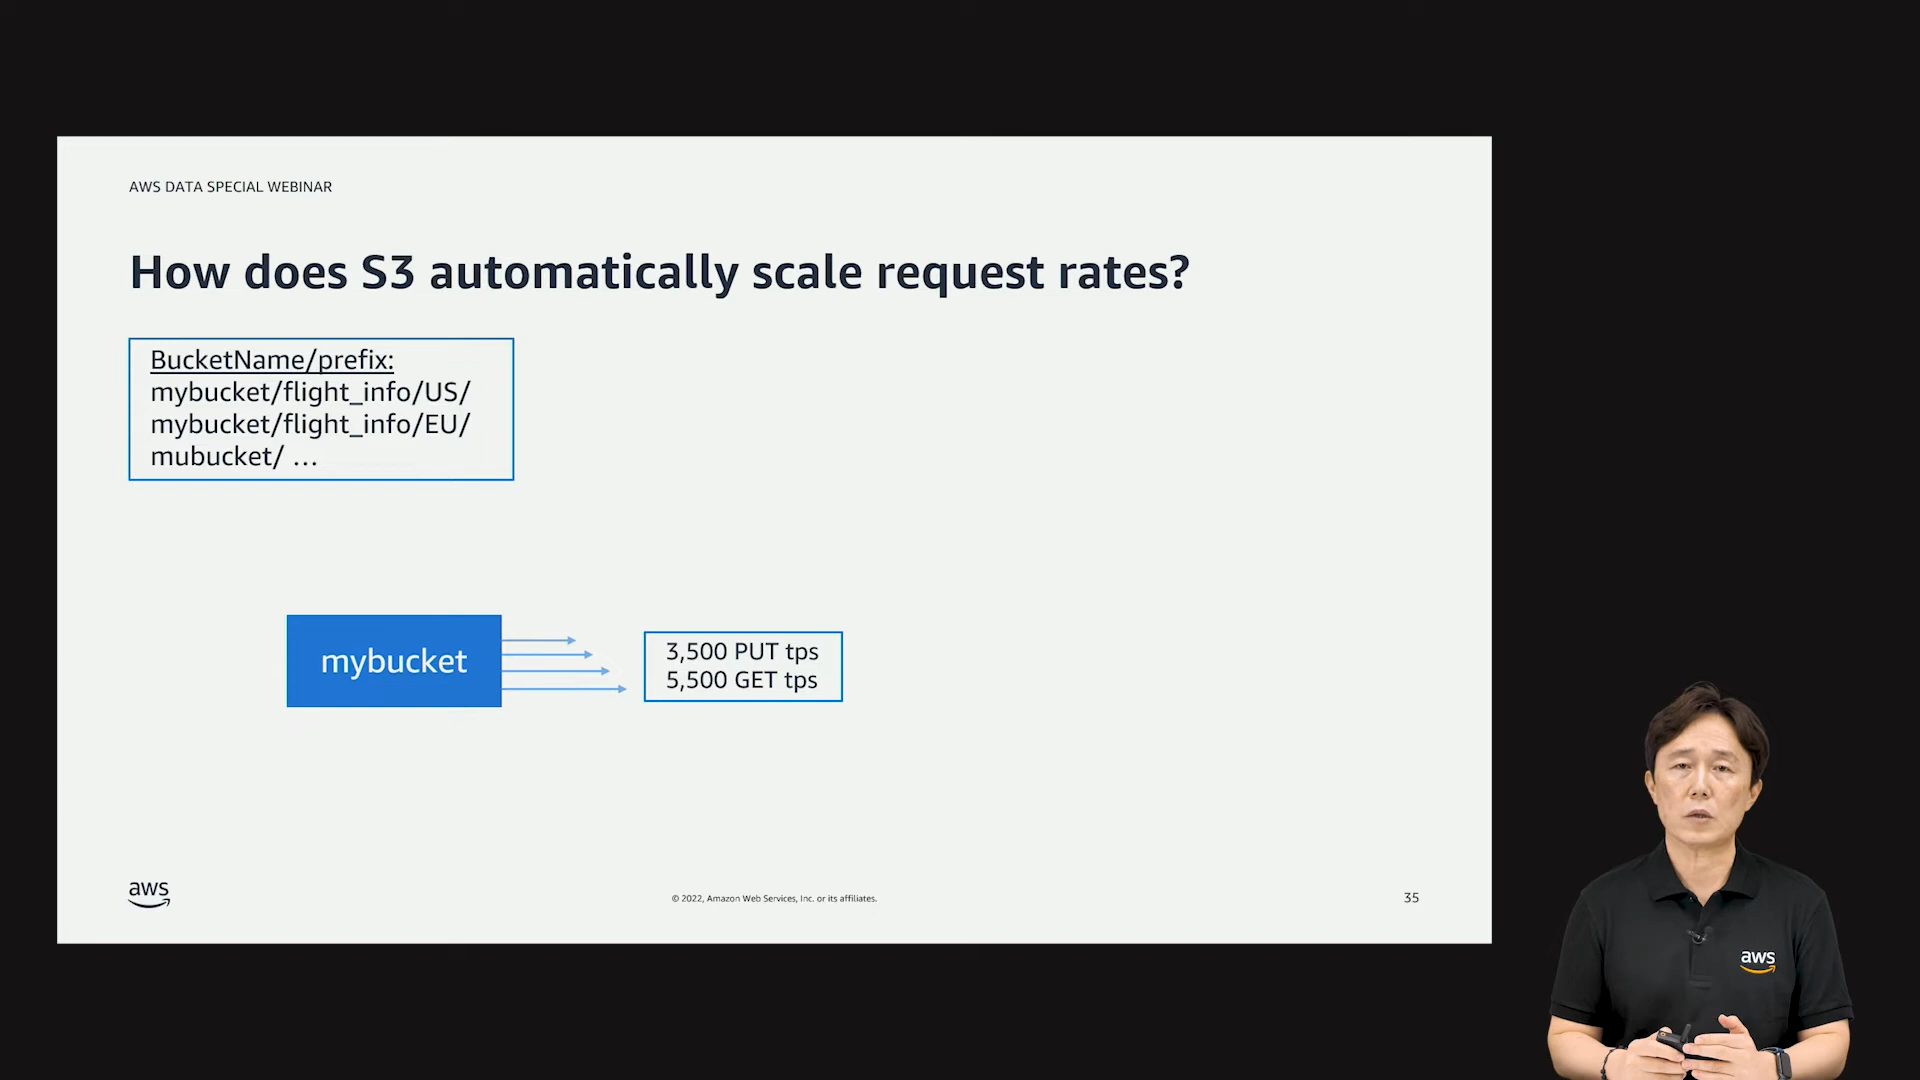 AWS DATA SPECIAL WEBINAR
How does S3 automatically scale request rates?
BucketName/prefix:
mybucket/flight_info/US/
mybucket/flight_info/EU/
mubucket/ …
mybucket
3,500 PUT tps
5,500 GET tps
aws
© 2022, Amazon Web Services, Inc. or its affiliates.
35
aws